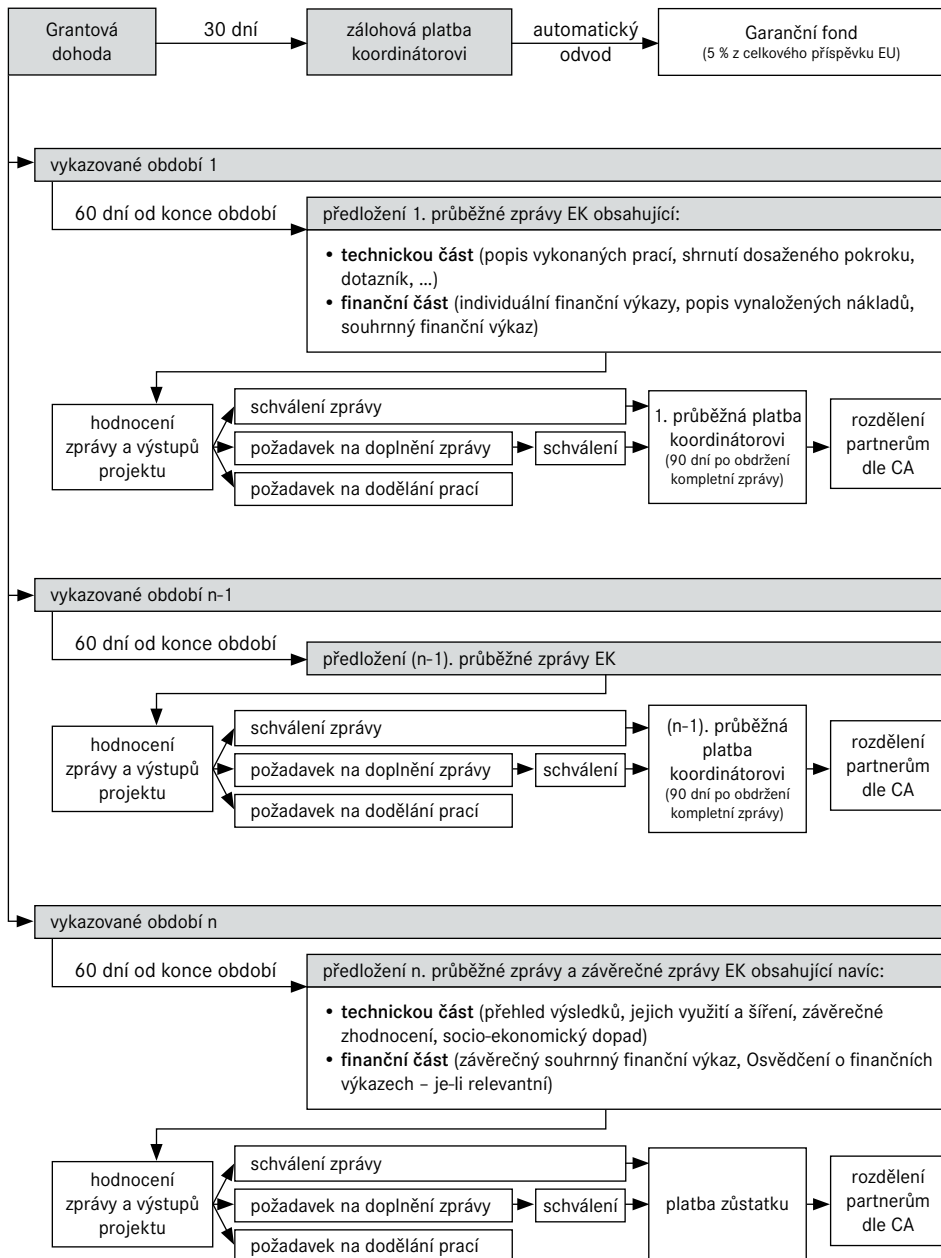 Grantová
dohoda
30 dní
zálohová platba
koordinátorovi
automatický
odvod
Garanční fond
(5 % z celkového příspěvku EU)
vykazované období 1
60 dní od konce období
předložení 1. průběžné zprávy EK obsahující:
• technickou část (popis vykonaných prací, shrnutí dosaženého pokroku,
dotazník, ...)
• finanční část (individuální finanční výkazy, popis vynaložených nákladů,
souhrnný finanční výkaz)
hodnocení
zprávy a výstupů
projektu
schválení zprávy
požadavek na doplnění zprávy
schválení
požadavek na dodělání prací
1. průběžná platba
koordinátorovi
(90 dní po obdržení
kompletní zprávy)
rozdělení
partnerům
dle CA
vykazované období n-1
60 dní od konce období
předložení (n-1). průběžné zprávy EK
hodnocení
zprávy a výstupů
projektu
schválení zprávy
požadavek na doplnění zprávy
schválení
požadavek na dodělání prací
(n-1). průběžná
platba
koordinátorovi
(90 dní po obdržení
kompletní zprávy)
rozdělení
partnerům
dle CA
vykazované období n
60 dní od konce období
předložení n. průběžné zprávy a závěrečné zprávy EK obsahující navíc:
• technickou část (přehled výsledků, jejich využití a šíření, závěrečné
zhodnocení, socio-ekonomický dopad)
• finanční část (závěrečný souhrnný finanční výkaz, Osvědčení o finančních
výkazech – je-li relevantní)
hodnocení
zprávy a výstupů
projektu
schválení zprávy
požadavek na doplnění zprávy
schválení
požadavek na dodělání prací
platba zůstatku
rozdělení
partnerům
dle CA